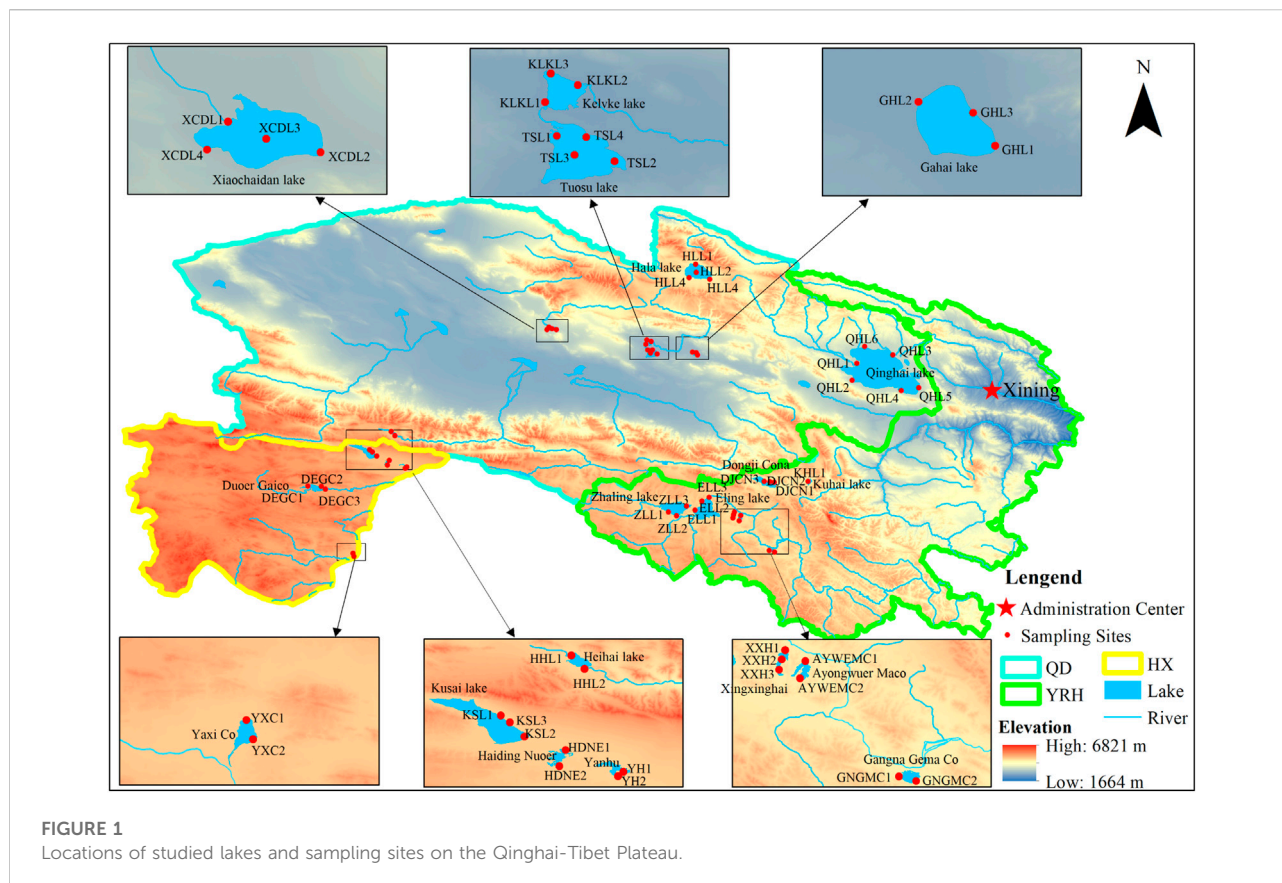 KLKL3
KLKL2
KLKL1
Kelvke lake
TSL1
TSL4
TSL3
TSL2
Tuosu lake
XCDL1
XCDL3
XCDL4
XCDL2
Xiaochaidan lake
GHL2
GHL3
GHL1
Gahai lake
N
HLL1
Hala lake
HLL2
HLL4
HLL4
QHL6
QHL3
QHL1
Qinghai lake
QHL2
QHL4
QHL5
Xining
Duoer Gaico
DEGC2
DEGC1
DEGC3
Dongji Cona
DJCN3
DJCN2
KHL1
DJCN1
Kuhai lake
ELL3
Zhaling lake
ZLL3
Eling lake
ZLL1
ELL2
ZLL2
ELL1
YXC1
Yaxi Co
YXC2
HHL1
Heihai lake
HHL2
Kusai lake
KSL1
KSL3
KSL2
Haiding Nuoer
HDNE1
HDNE2
Yanhu
YH1
YH2
XXH1
XXH2
AYWEMC1
XXH3
Ayongwuer Maco
Xingxinghai
AYWEMC2
Gangna Gema Co
GNGMC1
GNGMC2
Lengend
Administration Center
Sampling Sites
QD
HX
YRH
Lake
River
Elevation
High: 6821 m
Low: 1664 m
FIGURE 1
Locations of studied lakes and sampling sites on the Qinghai-Tibet Plateau.